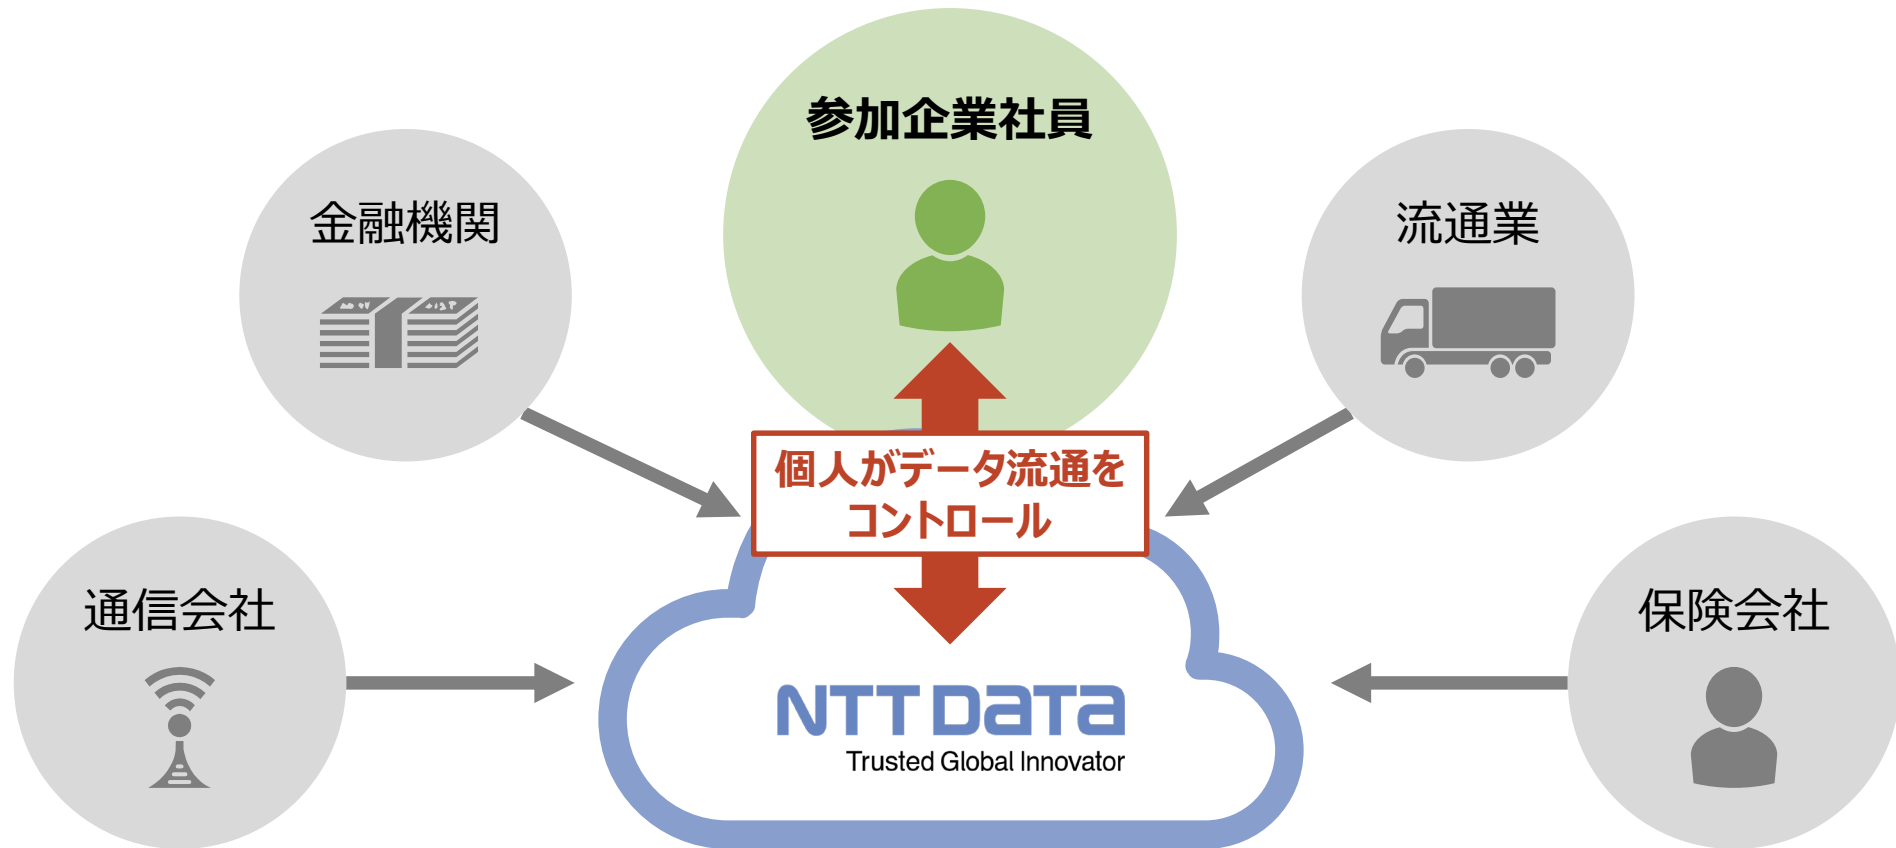 参加企業社員
金融機関
流通業
個人がデータ流通を
コントロール
通信会社
保険会社
NTT DATA
Trusted Global Innovator